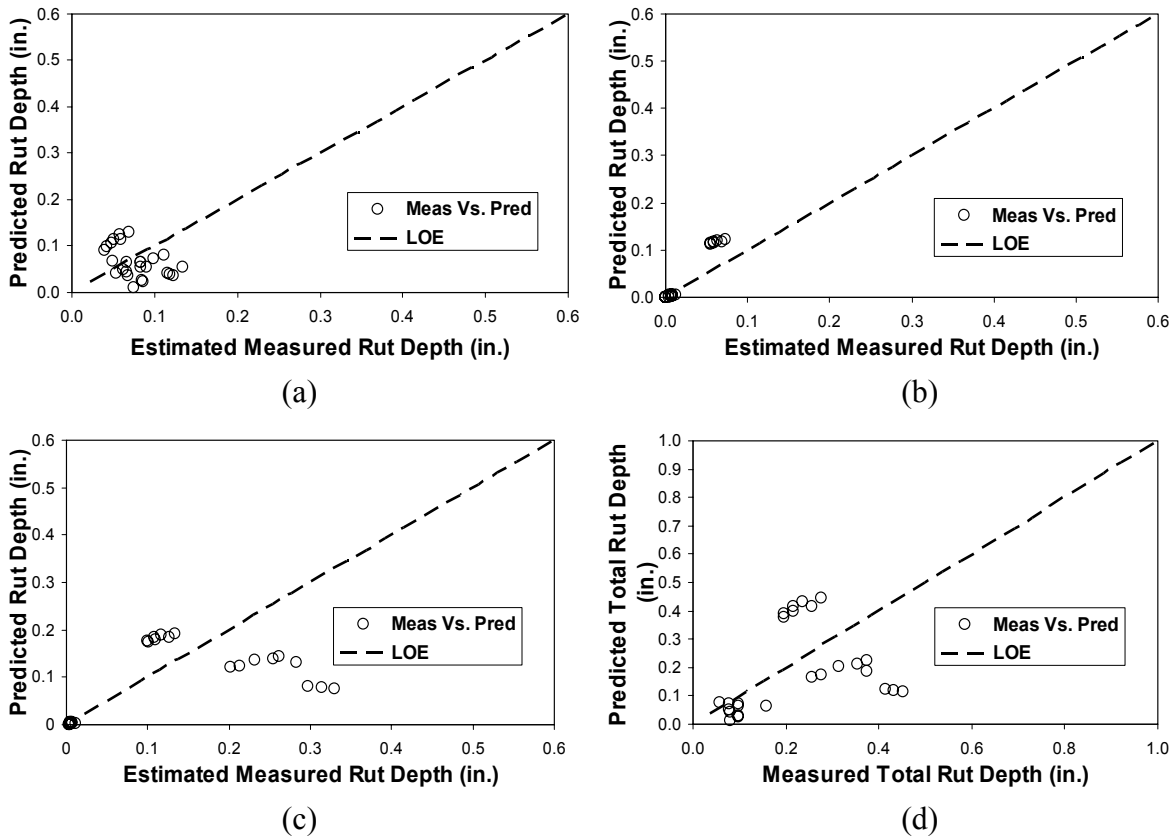 Predicted Rut Depth (in.)
0.6
0.5
0.4
0.3
0.2
0.1
0.0
0.0 0.1 0.2 0.3 0.4 0.5 0.6
Meas Vs. Pred
LOE
Estimated Measured Rut Depth (in.)
(a)
Predicted Rut Depth (in.)
0.6
0.5
0.4
0.3
0.2
0.1
0.0
0.0 0.1 0.2 0.3 0.4 0.5 0.6
Meas Vs. Pred
LOE
Estimated Measured Rut Depth (in.)
(b)
Predicted Rut Depth (in.)
0.6
0.5
0.4
0.3
0.2
0.1
0.0
0.0 0.1 0.2 0.3 0.4 0.5 0.6
Meas Vs. Pred
LOE
Estimated Measured Rut Depth (in.)
(c)
Predicted Total Rut Depth
(in.)
1.0
0.9
0.8
0.7
0.6
0.5
0.4
0.3
0.2
0.1
0.0
0.0 0.2 0.4 0.6 0.8 1.0
Meas Vs. Pred
LOE
Measured Total Rut Depth (in.)
(d)